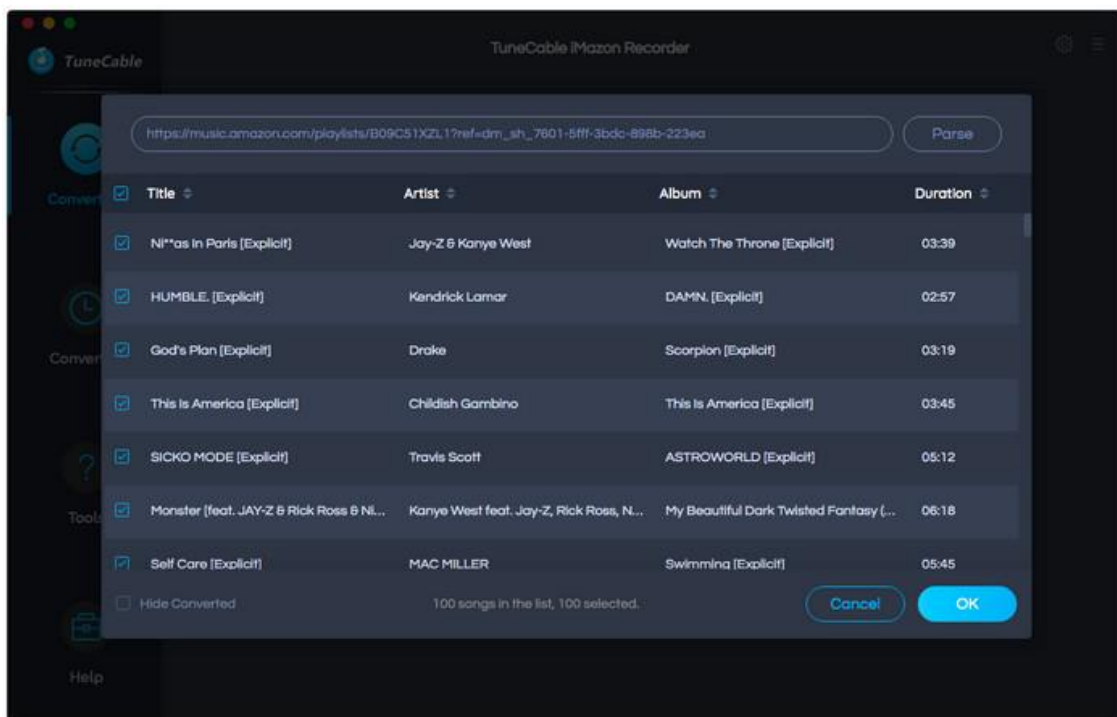 TuneCable iMazon Recorder
TuneCable
https://music.amazon.com/playlists/B09C51XZL1?ref=dm_sh_7601-5fff-3bdc-898b-223ea
Parse
Title Artist Album Duration
Ni**as In Paris [Explicit] Jay-Z & Kanye West Watch The Throne [Explicit] 03:39
HUMBLE. [Explicit] Kendrick Lamar DAMN. [Explicit] 02:57
God's Plan [Explicit] Drake Scorpion [Explicit] 03:19
This Is America [Explicit] Childish Gambino This Is America [Explicit] 03:45
SICKO MODE [Explicit] Travis Scott ASTROWORLD [Explicit] 05:12
Monster [feat. JAY-Z & Rick Ross & Ni... Kanye West feat. Jay-Z, Rick Ross, N... My Beautiful Dark Twisted Fantasy (... 06:18
Self Care [Explicit] MAC MILLER Swimming [Explicit] 05:45
Hide Converted 100 songs in the list, 100 selected. Cancel OK
Convert
Conver
Tools
Help